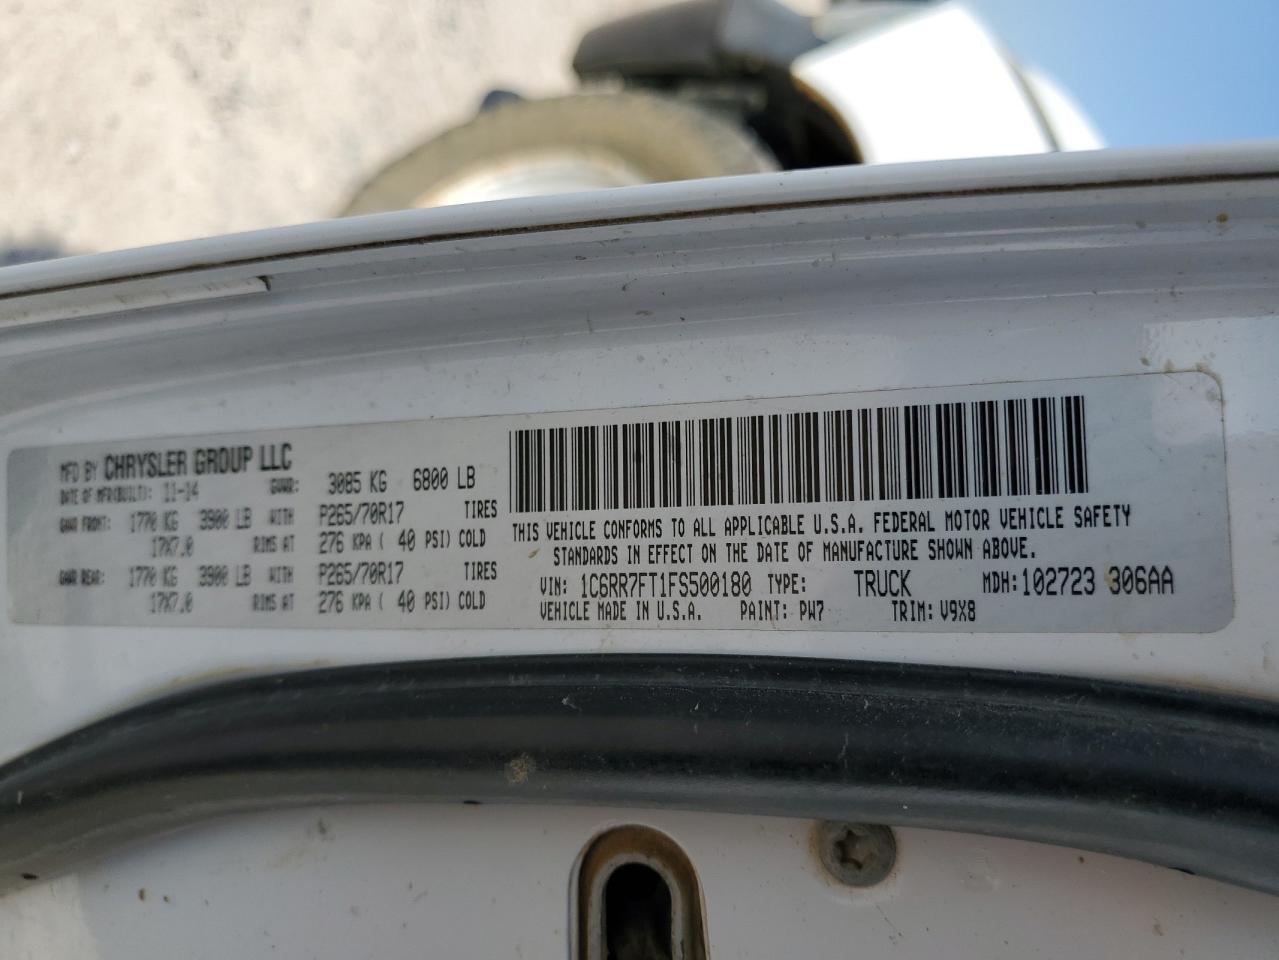 MFD BY CHRYSLER GROUP LLC
DATE OF MFR(BUILT): 11-14 GVWR: 3085 KG 6800 LB
GAWR FRONT: 1770 KG 3900 LB WITH P265/70R17 TIRES
17X7.0 RIMS AT 276 KPA( 40 PSI) COLD
GAWR REAR: 1770 KG 3900 LB WITH P265/70R17 TIRES
17X7.0 RIMS AT 276 KPA( 40 PSI) COLD
THIS VEHICLE CONFORMS TO ALL APPLICABLE U.S.A. FEDERAL MOTOR VEHICLE SAFETY
STANDARDS IN EFFECT ON THE DATE OF MANUFACTURE SHOWN ABOVE.
VIN: 1C6RR7FT1FS500180 TYPE: TRUCK MDH: 102723 306AA
VEHICLE MADE IN U.S.A. PAINT: PW7 TRIM: V9X8